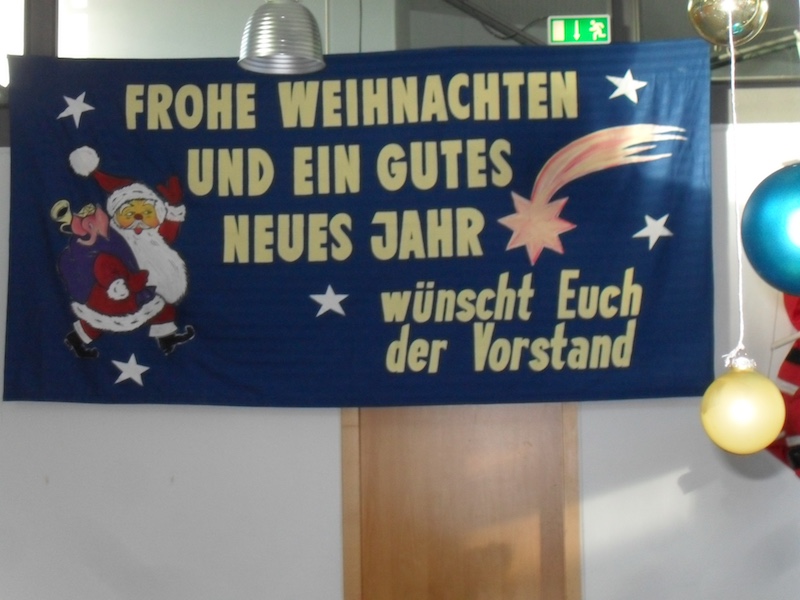 FROHE WEIHNACHTEN
UND EIN GUTES
NEUES JAHR
wünscht Euch
der Vorstand